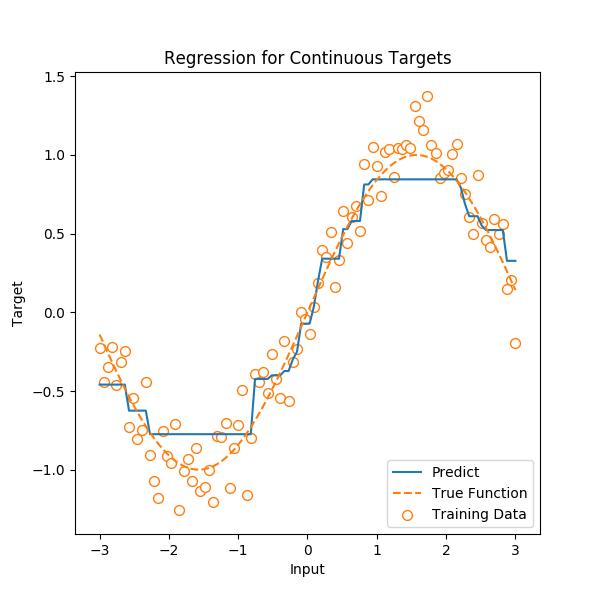 Regression for Continuous Targets
1.5
1.0
0.5
0.0
−0.5
−1.0
Target
−3
−2
−1
0
1
2
3
Input
Predict
True Function
Training Data